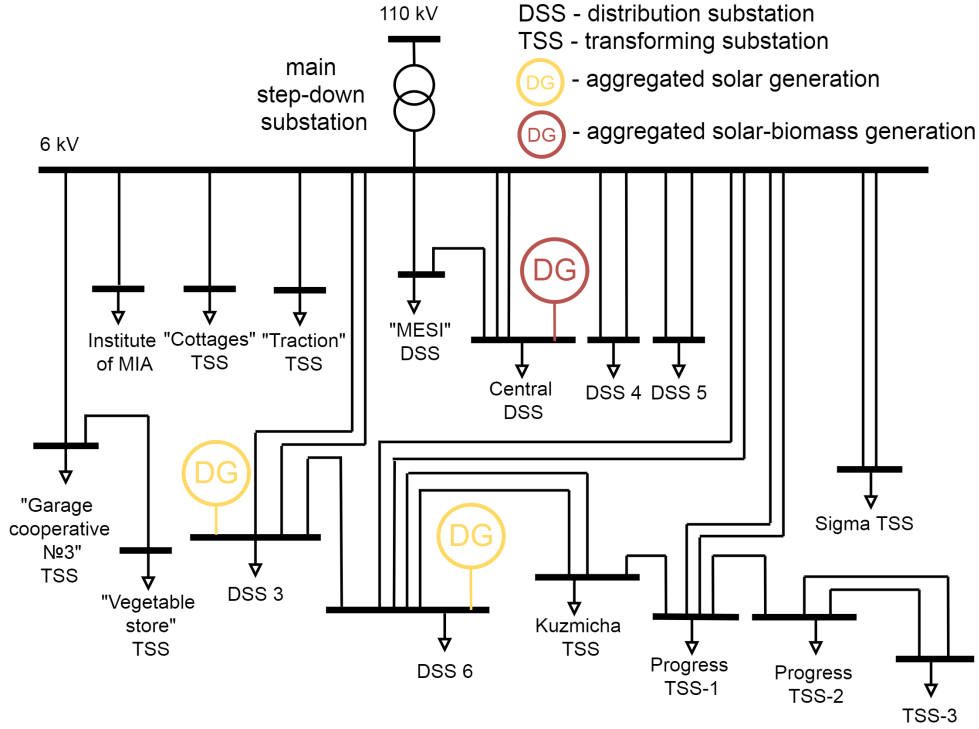 110 kV
DSS - distribution substation
TSS - transforming substation
DG - aggregated solar generation
DG - aggregated solar-biomass generation
main
step-down
substation
6 kV
DG
Institute
of MIA
"Cottages"
TSS
"Traction"
TSS
"MESI"
DSS
Central
DSS
DSS 4
DSS 5
DG
"Garage
cooperative
№3"
TSS
"Vegetable
store"
TSS
DSS 3
DG
DSS 6
Kuzmicha
TSS
Progress
TSS-1
Progress
TSS-2
TSS-3
Sigma TSS